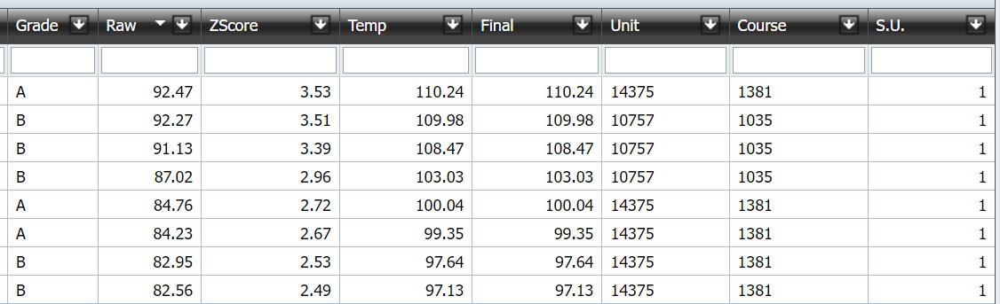 Grade Raw ZScore Temp Final Unit Course S.U.
A 92.47 3.53 110.24 110.24 14375 1381 1
B 92.27 3.51 109.98 109.98 10757 1035 1
B 91.13 3.39 108.47 108.47 10757 1035 1
B 87.02 2.96 103.03 103.03 10757 1035 1
A 84.76 2.72 100.04 100.04 14375 1381 1
A 84.23 2.67 99.35 99.35 14375 1381 1
B 82.95 2.53 97.64 97.64 14375 1381 1
B 82.56 2.49 97.13 97.13 14375 1381 1